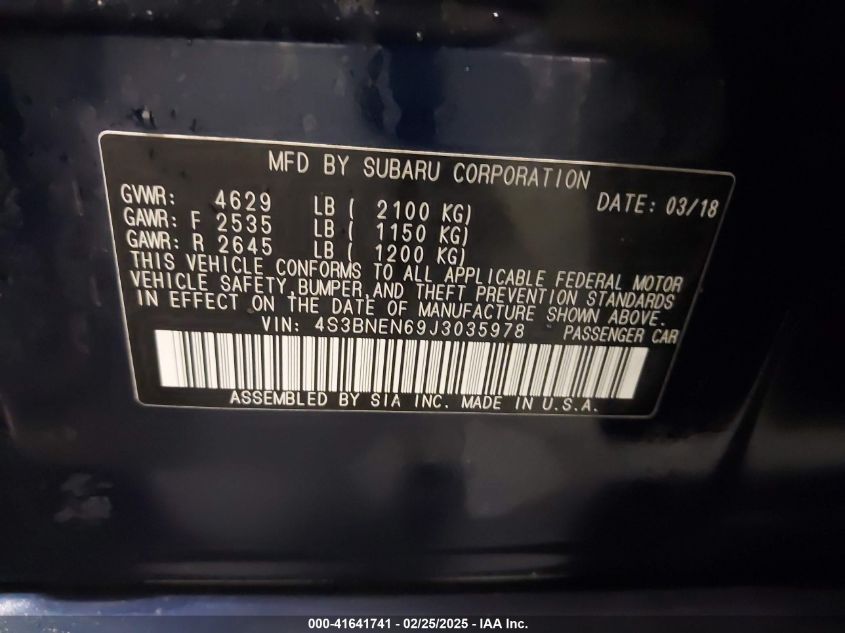 MFD BY SUBARU CORPORATION
GVWR: 4629 LB ( 2100 KG) DATE: 03/18
GAWR: F 2535 LB ( 1150 KG)
GAWR: R 2645 LB ( 1200 KG)
THIS VEHICLE CONFORMS TO ALL APPLICABLE FEDERAL MOTOR
VEHICLE SAFETY, BUMPER, AND THEFT PREVENTION STANDARDS
IN EFFECT ON THE DATE OF MANUFACTURE SHOWN ABOVE.
VIN: 4S3BNEN69J3035978 PASSENGER CAR
ASSEMBLED BY SIA INC. MADE IN U.S.A.
000-41641741 - 02/25/2025 - IAA Inc.